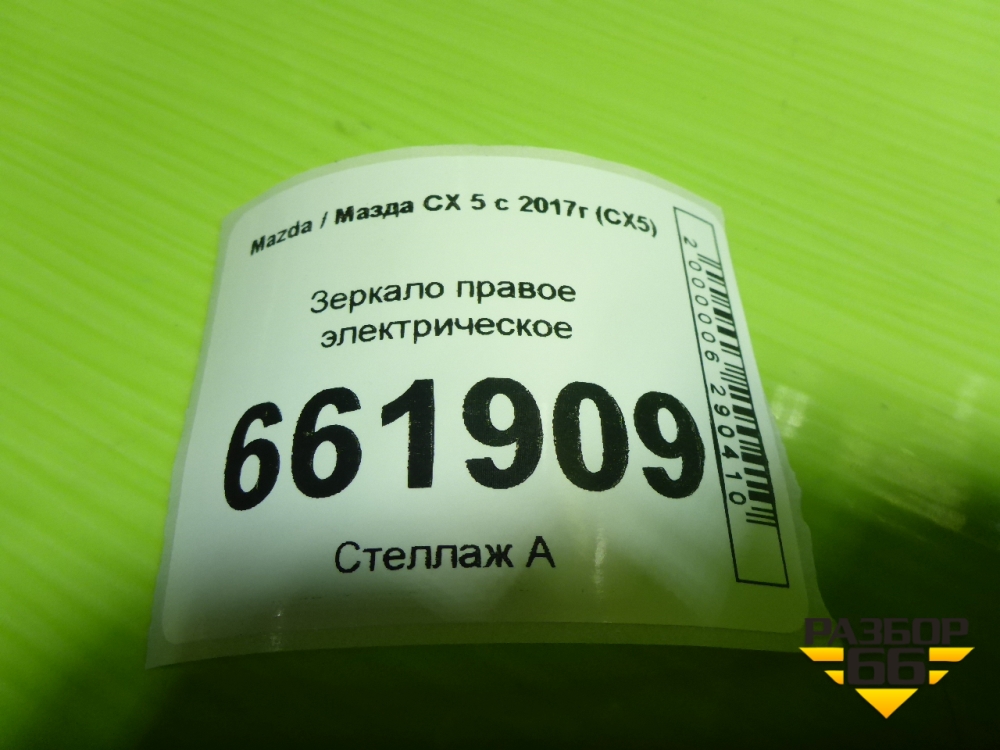 Mazda / Мазда CX 5 с 2017г (CX5)
Зеркало правое
электрическое
661909
Стеллаж А
2000006290410
РАЗБОР
66